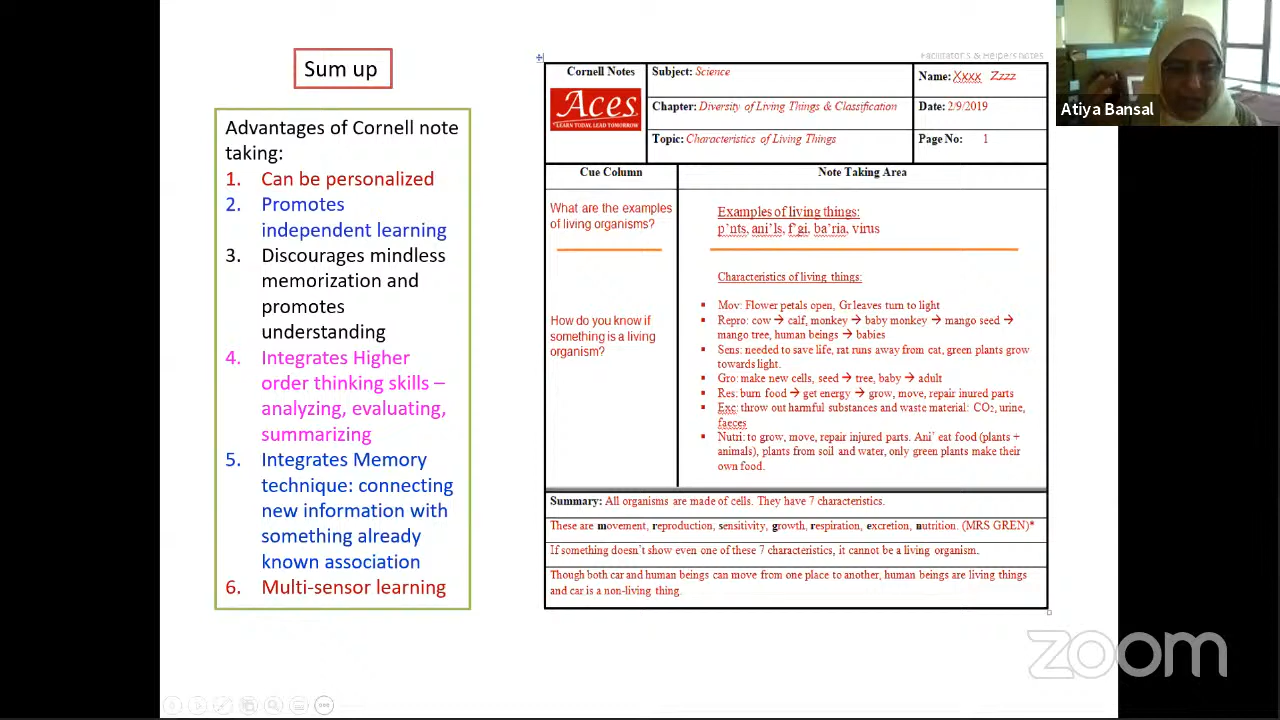 Sum up
Advantages of Cornell note
taking:
1. Can be personalized
2. Promotes
independent learning
3. Discourages mindless
memorization and
promotes
understanding
4. Integrates Higher
order thinking skills –
analyzing, evaluating,
summarizing
5. Integrates Memory
technique: connecting
new information with
something already
known association
6. Multi-sensor learning
Facilitator's & Helpers notes
Cornell Notes
Aces
LEARN TODAY, LEAD TOMORROW
Subject: Science
Name: Xxxx Zzzz
Chapter: Diversity of Living Things & Classification
Date: 2/9/2019
Topic: Characteristics of Living Things
Page No: 1
Cue Column
Note Taking Area
What are the examples
of living organisms?
Examples of living things:
p’nts, ani’ls, f’gi, ba’ria, virus
How do you know if
something is a living
organism?
Characteristics of living things:
▪ Mov: Flower petals open, Gr leaves turn to light
▪ Repro: cow → calf, monkey → baby monkey → mango seed →
mango tree, human beings → babies
▪ Sens: needed to save life, rat runs away from cat, green plants grow
towards light.
▪ Gro: make new cells, seed → tree, baby → adult
▪ Res: burn food → get energy → grow, move, repair inured parts
▪ Exc: throw out harmful substances and waste material: CO2, urine,
faeces
▪ Nutri: to grow, move, repair injured parts. Ani’ eat food (plants +
animals), plants from soil and water, only green plants make their
own food.
Summary: All organisms are made of cells. They have 7 characteristics.
These are movement, reproduction, sensitivity, growth, respiration, excretion, nutrition. (MRS GREN)*
If something doesn’t show even one of these 7 characteristics, it cannot be a living organism.
Though both car and human beings can move from one place to another, human beings are living things
and car is a non-living thing.
Atiya Bansal
zoom